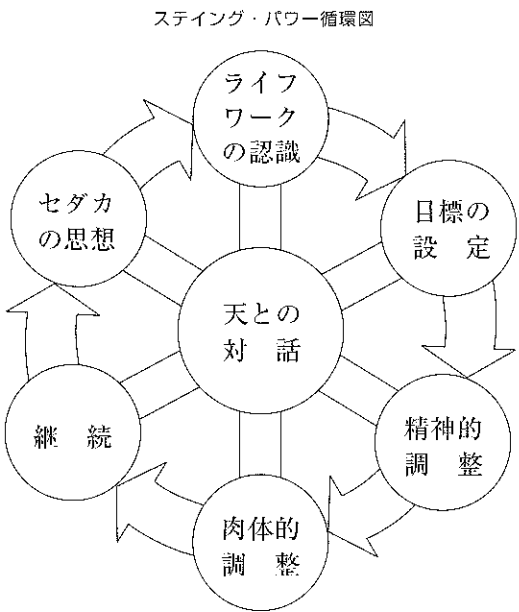 ステイング・パワー循環図
ライフ
ワーク
の認識
目標の
設 定
精神的
調 整
肉体的
調 整
継 続
セダカ
の思想
天との
対 話